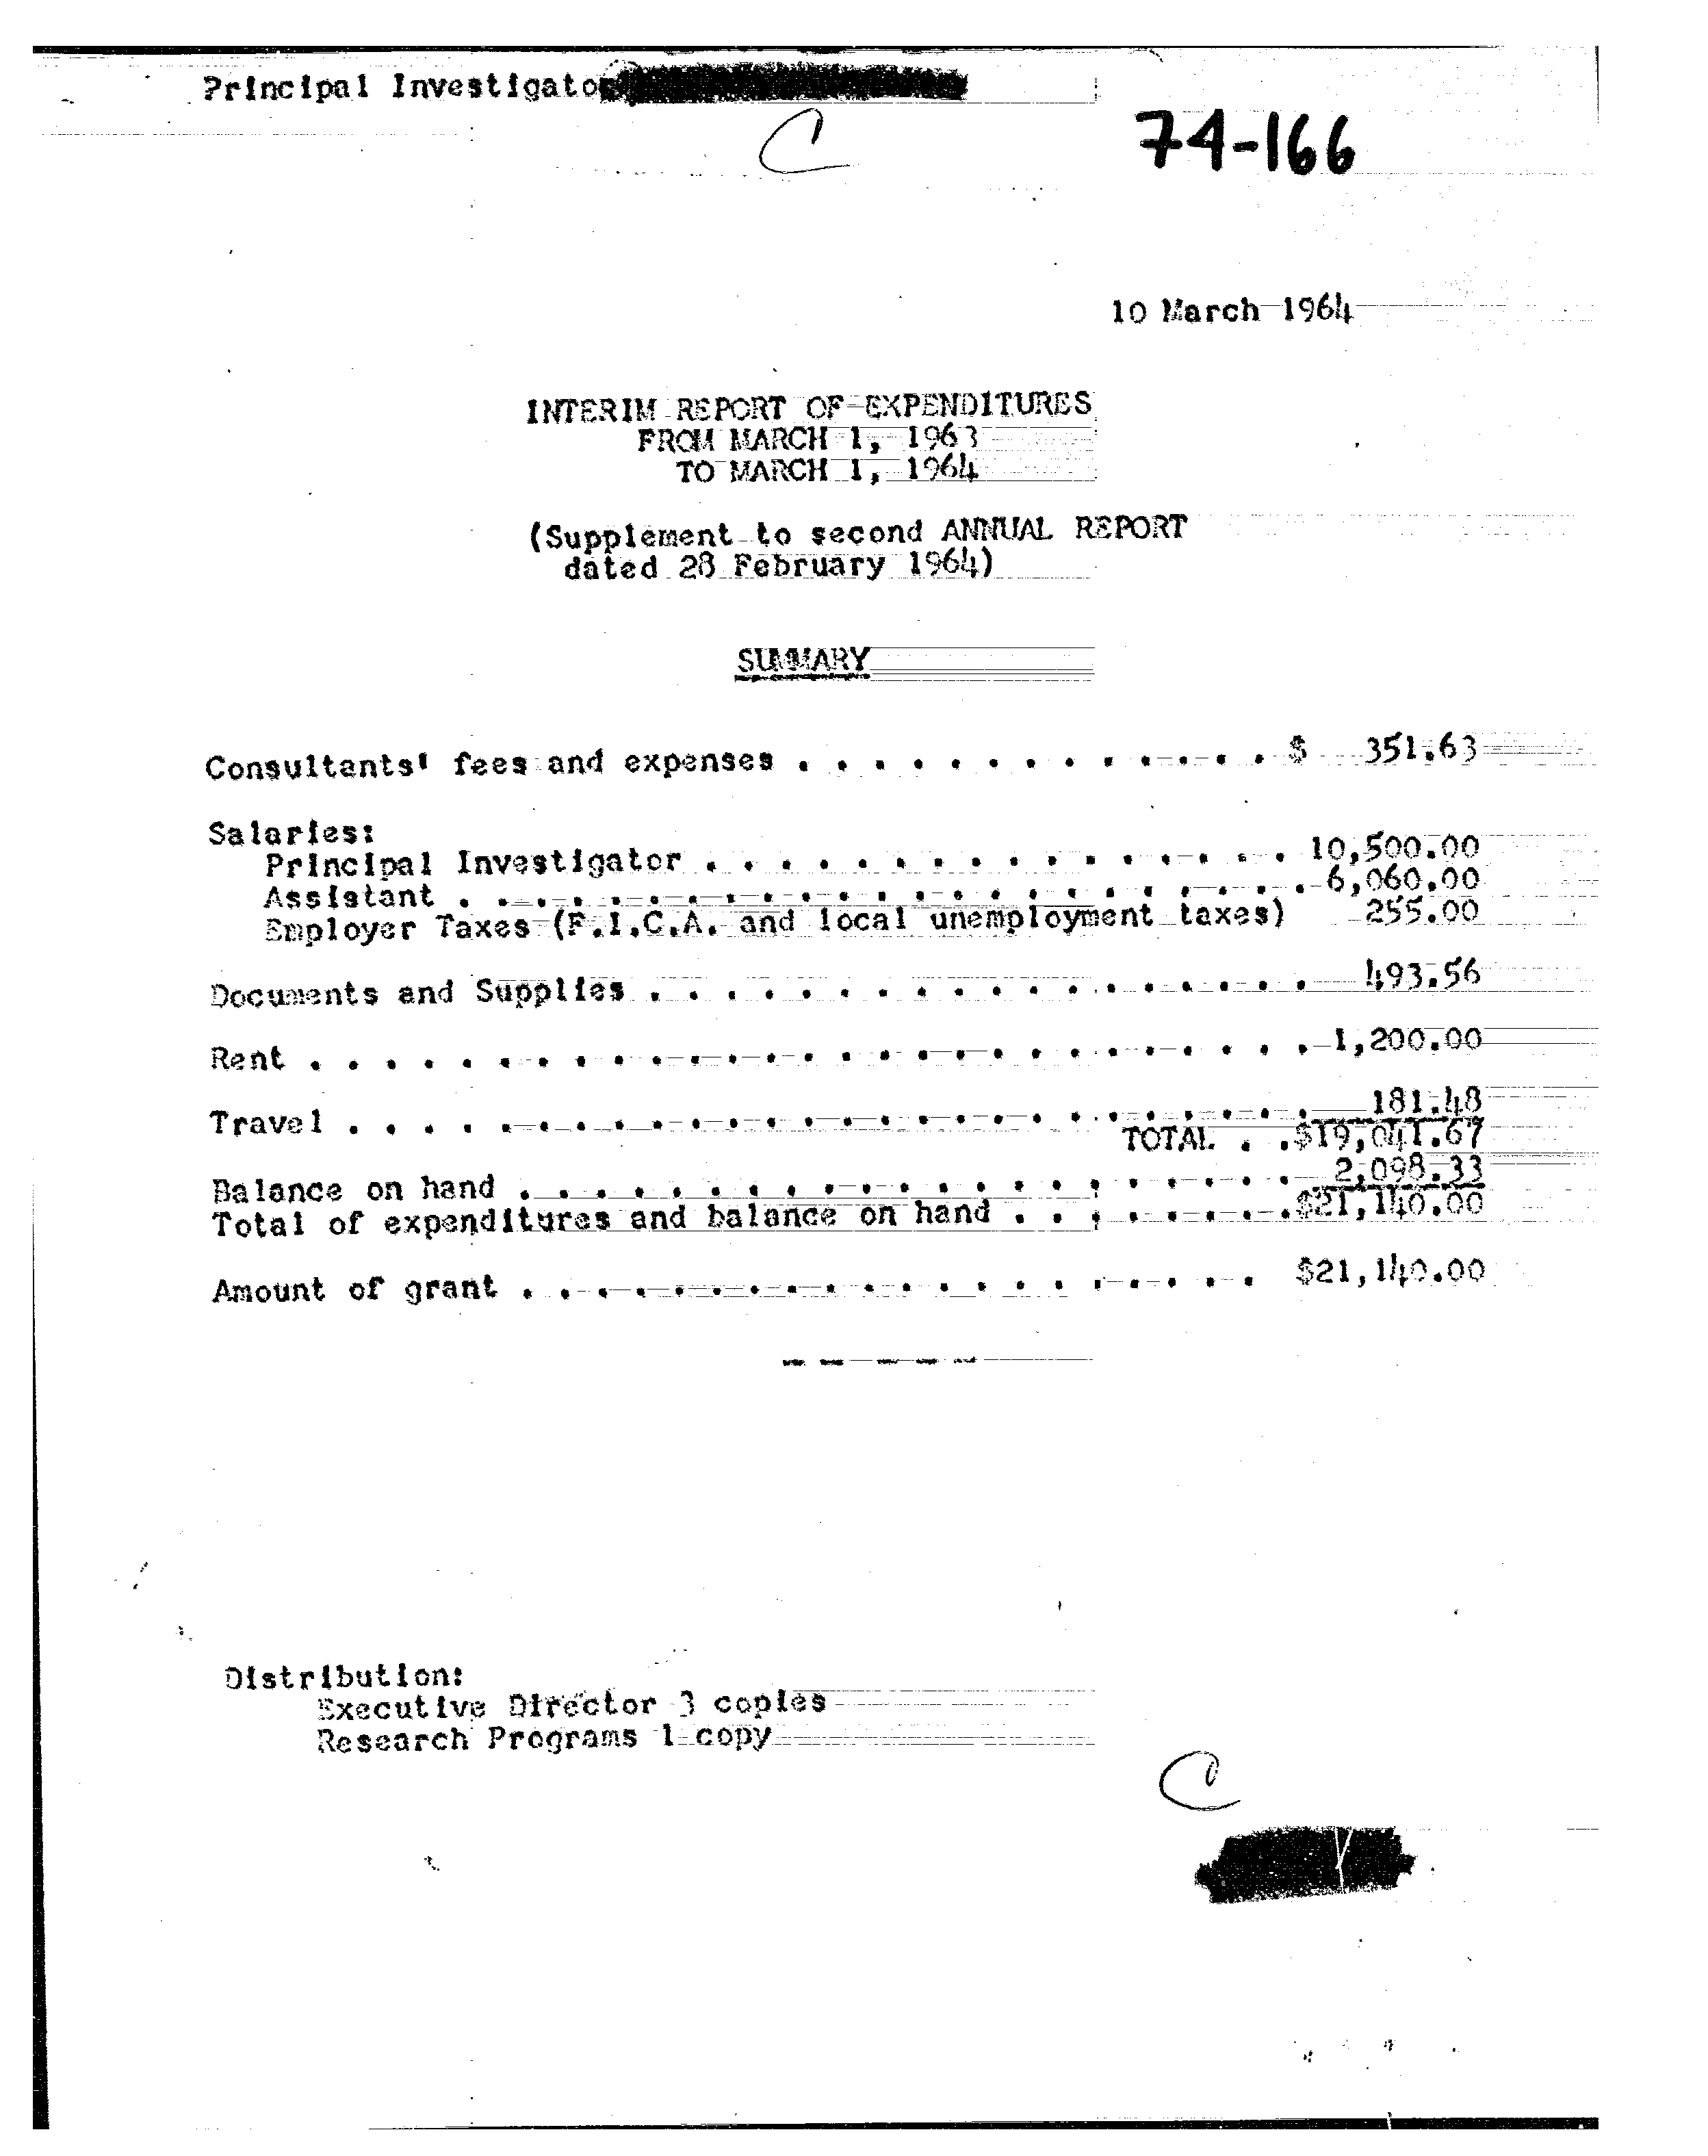 Principal Investigator
C
74-166
10 March 1964
INTERIM REPORT OF EXPENDITURES
FROM MARCH 1, 1963
TO MARCH 1, 1964
(Supplement to second ANNUAL REPORT
dated 28 February 1964)
SUMMARY
Consultants' fees and expenses . . . . . . . . . . . . . $ 351.63
Salaries:
Principal Investigator . . . . . . . . . . . . . . . . 10,500.00
Assistant . . . . . . . . . . . . . . . . . . . . . . . 6,060.00
Employer Taxes (F.I.C.A. and local unemployment taxes) 255.00
Documents and Supplies . . . . . . . . . . . . . . . . . . 493.56
Rent . . . . . . . . . . . . . . . . . . . . . . . . . . . 1,200.00
Travel . . . . . . . . . . . . . . . . . . . . . . . . . . 181.48
TOTAL . . $19,041.67
Balance on hand . . . . . . . . . . . . . . . . . . . . . 2,098.33
Total of expenditures and balance on hand . . . . . . . . $21,140.00
Amount of grant . . . . . . . . . . . . . . . . . . . . $21,140.00
- - - - -
Distribution:
Executive Director 3 copies
Research Programs 1 copy
C